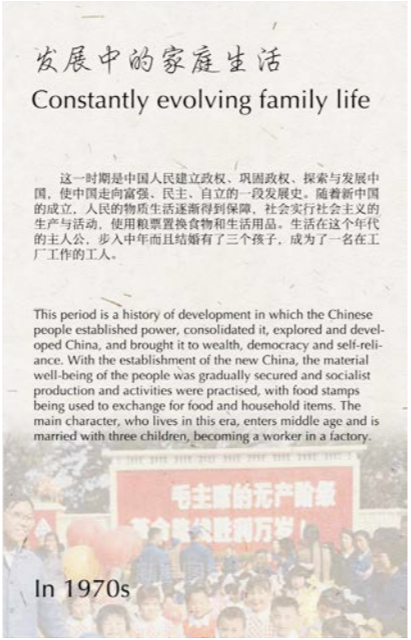 发展中的家庭生活
Constantly evolving family life
这一时期是中国人民建立政权、巩固政权、探索与发展中
国，使中国走向富强、民主、自立的一段发展史。随着新中国
的成立，人民的物质生活逐渐得到保障，社会实行社会主义的
生产与活动，使用粮票置换食物和生活用品。生活在这个年代
的主人公，步入中年而且结婚有了三个孩子，成为了一名在工
厂工作的工人。
This period is a history of development in which the Chinese
people established power, consolidated it, explored and devel-
oped China, and brought it to wealth, democracy and self-reli-
ance. With the establishment of the new China, the material
well-being of the people was gradually secured and socialist
production and activities were practised, with food stamps
being used to exchange for food and household items. The
main character, who lives in this era, enters middle age and is
married with three children, becoming a worker in a factory.
毛主席的无产阶级
革命路线胜利万岁！
In 1970s